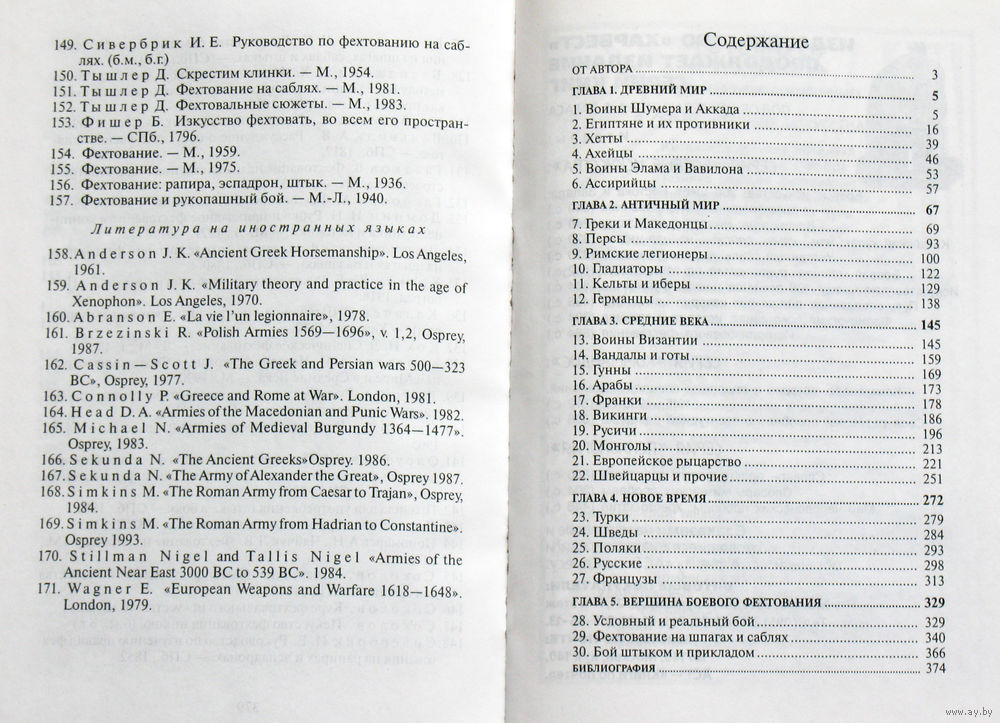 149. Сивербрик И. Е. Руководство по фехтованию на саб-
лях. (б.м., б.г.)
150. Тышлер Д. Скрестим клинки. — М., 1954.
151. Тышлер Д. Фехтование на саблях. — М., 1981.
152. Тышлер Д. Фехтовальные сюжеты. — М., 1983.
153. Фишер Б. Изкусство фехтовать, во всем его простран-
стве. — СПб., 1796.
154. Фехтование. — М., 1959.
155. Фехтование. — М., 1975.
156. Фехтование: рапира, эспадрон, штык. — М., 1936.
157. Фехтование и рукопашный бой. — М.-Л., 1940.
Литература на иностранных языках
158. Anderson J. K. «Ancient Greek Horsemanship». Los Angeles,
1961.
159. Anderson J.K. «Military theory and practice in the age of
Xenophon». Los Angeles, 1970.
160. Abranson E. «La vie l'un legionnaire», 1978.
161. Brzezinski R. «Polish Armies 1569—1696», v. 1,2, Osprey,
1987.
162. Cassin—Scott J. «The Greek and Persian wars 500—323
BC», Osprey, 1977.
163. Connolly P. «Greece and Rome at War». London, 1981.
164. Head D. A. «Armies of the Macedonian and Punic Wars». 1982.
165. Michael N. «Armies of Medieval Burgundy 1364—1477».
Osprey, 1983.
166. Sekunda N. «The Ancient Greeks»Osprey. 1986.
167. Sekunda N. «The Army of Alexander the Great», Osprey 1987.
168. Simkins M. «The Roman Army from Caesar to Trajan», Osprey,
1984.
169. Simkins M. «The Roman Army from Hadrian to Constantine».
Osprey 1993.
170. Stillman Nigel and Tallis Nigel «Armies of the
Ancient Near East 3000 BC to 539 BC». 1984.
171. Wagner E. «European Weapons and Warfare 1618—1648».
London, 1979.
Содержание
ОТ АВТОРА 3
ГЛАВА 1. ДРЕВНИЙ МИР 5
1. Воины Шумера и Аккада 5
2. Египтяне и их противники 16
3. Хетты 39
4. Ахейцы 46
5. Воины Элама и Вавилона 53
6. Ассирийцы 57
ГЛАВА 2. АНТИЧНЫЙ МИР 67
7. Греки и Македонцы 69
8. Персы 93
9. Римские легионеры 100
10. Гладиаторы 122
11. Кельты и иберы 129
12. Германцы 138
ГЛАВА 3. СРЕДНИЕ ВЕКА 145
13. Воины Византии 145
14. Вандалы и готы 159
15. Гунны 169
16. Арабы 173
17. Франки 178
18. Викинги 186
19. Русичи 196
20. Монголы 213
21. Европейское рыцарство 221
22. Швейцарцы и прочие 251
ГЛАВА 4. НОВОЕ ВРЕМЯ 272
23. Турки 279
24. Шведы 284
25. Поляки 293
26. Русские 298
27. Французы 313
ГЛАВА 5. ВЕРШИНА БОЕВОГО ФЕХТОВАНИЯ 329
28. Условный и реальный бой 329
29. Фехтование на шпагах и саблях 340
30. Бой штыком и прикладом 366
БИБЛИОГРАФИЯ 374
www.ay.by